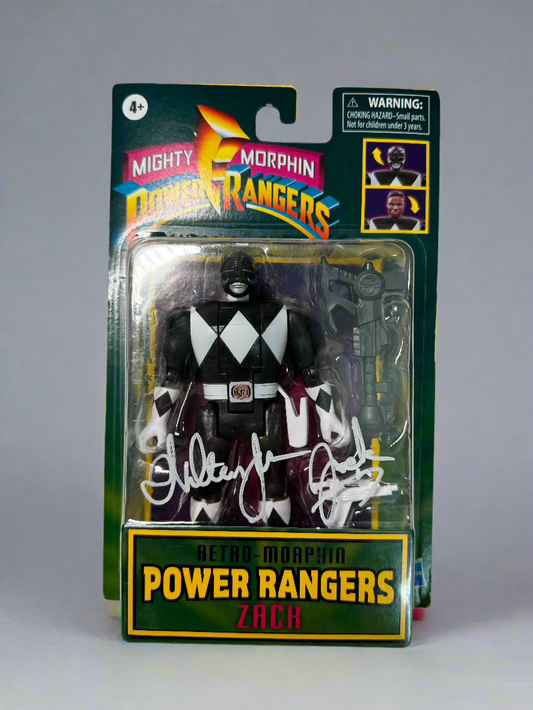 4+
WARNING:
CHOKING HAZARD–Small parts.
Not for children under 3 years.
MIGHTY MORPHIN
POWER RANGERS
Zack
RETRO-MORPHIN
POWER RANGERS
ZACK